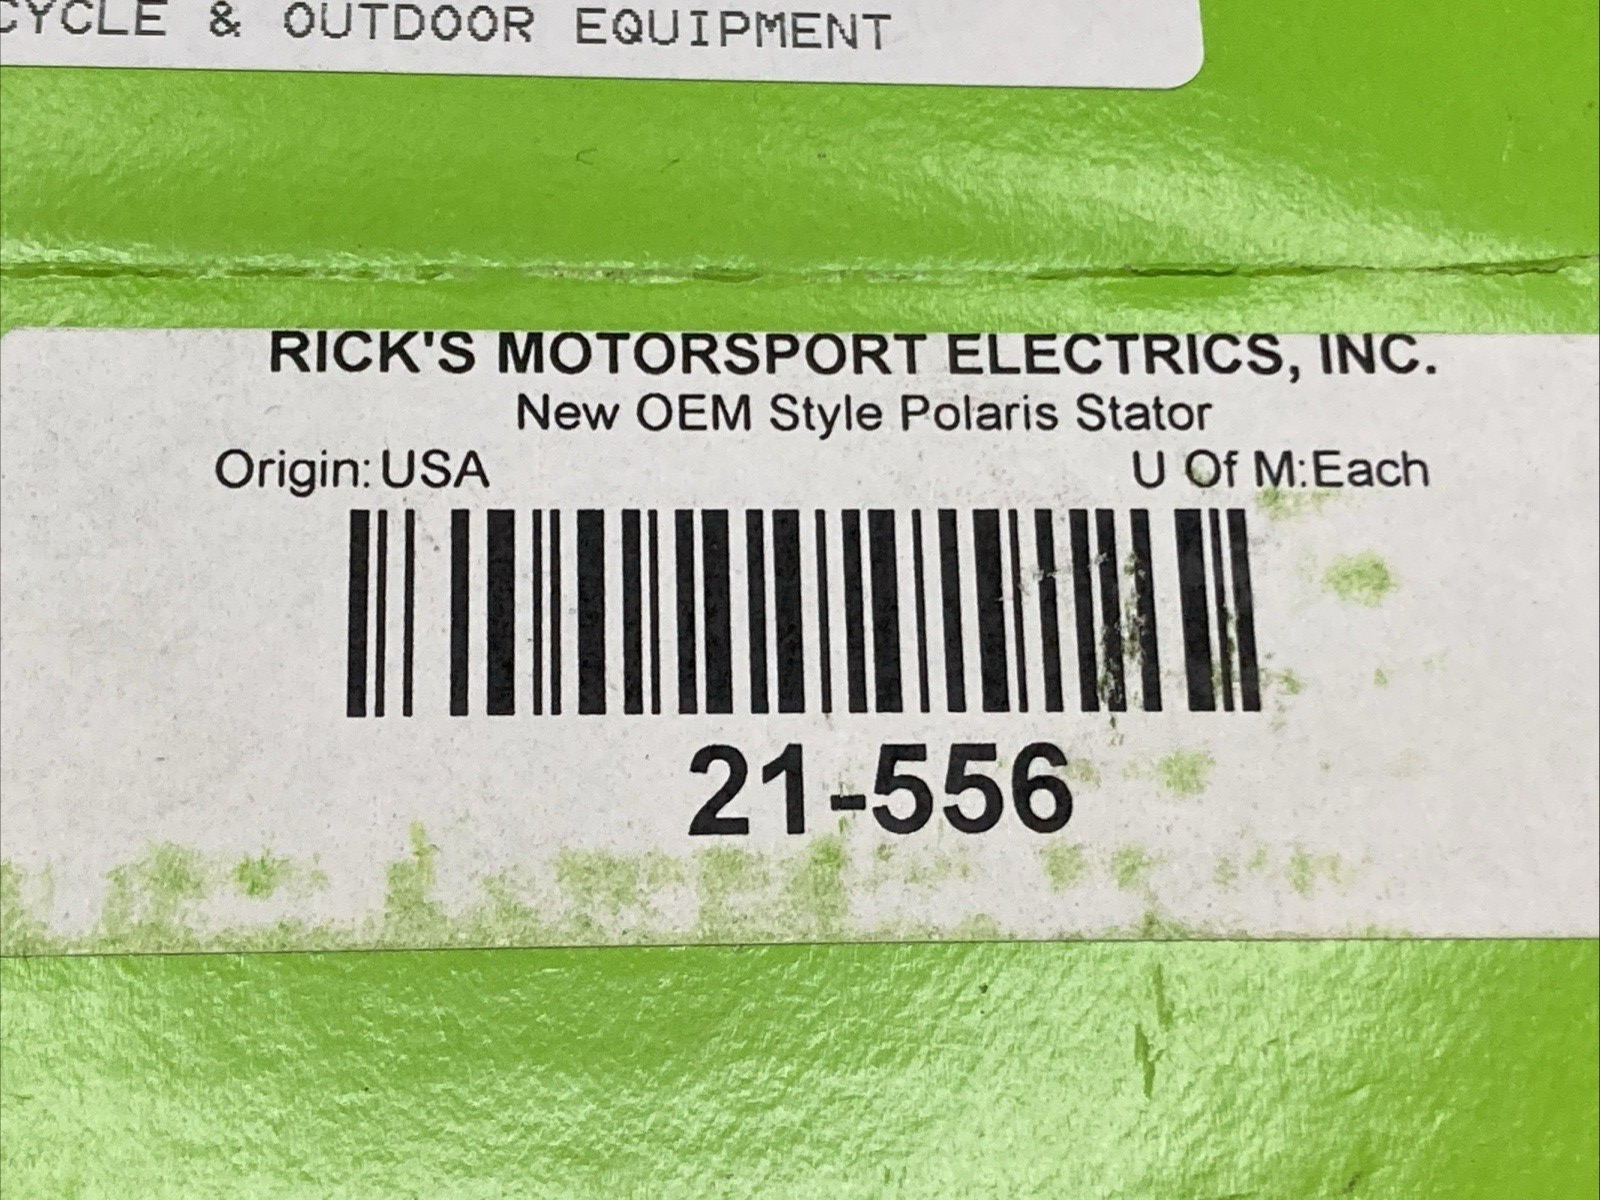 CYCLE & OUTDOOR EQUIPMENT
RICK'S MOTORSPORT ELECTRICS, INC.
New OEM Style Polaris Stator
Origin: USA U Of M:Each
21-556